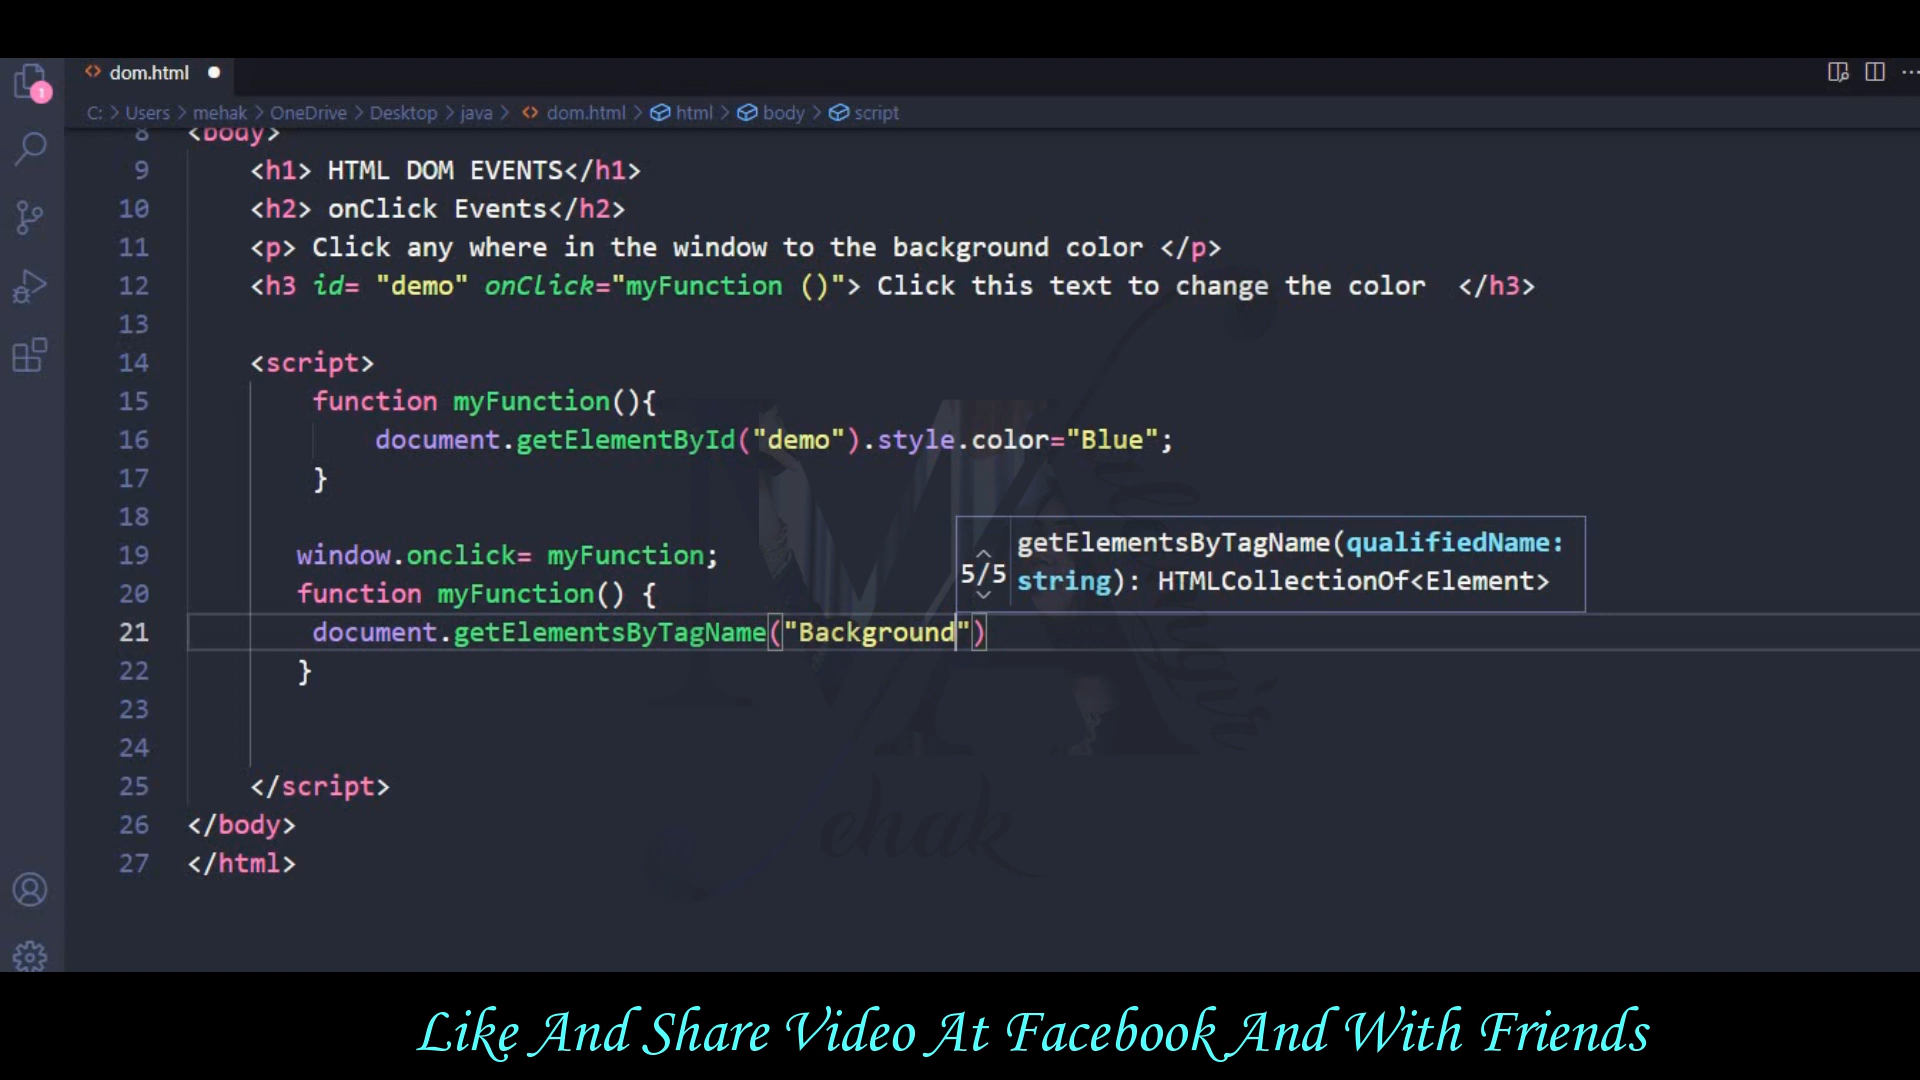 dom.html
1
C: > Users > mehak > OneDrive > Desktop > java > dom.html > html > body > script
8 <body>
9 <h1> HTML DOM EVENTS</h1>
10 <h2> onClick Events</h2>
11 <p> Click any where in the window to the background color </p>
12 <h3 id= "demo" onClick="myFunction ()"> Click this text to change the color  </h3>
13
14 <script>
15 function myFunction(){
16 document.getElementById("demo").style.color="Blue";
17 }
18
19 window.onclick= myFunction;
20 function myFunction() {
21 document.getElementsByTagName("Background")
22 }
23
24
25 </script>
26 </body>
27 </html>
getElementsByTagName(qualifiedName:
5/5 string): HTMLCollectionOf<Element>
ehak
Like And Share Video At Facebook And With Friends